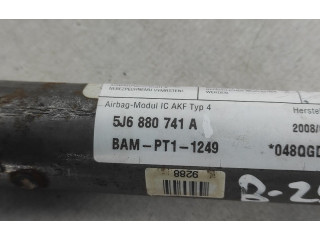 Airbag-Modul IC AKF Typ 4
Herste
5J6 880 741 A
2008/
BAM-PT1-1249
*048QGD
9288
B-2